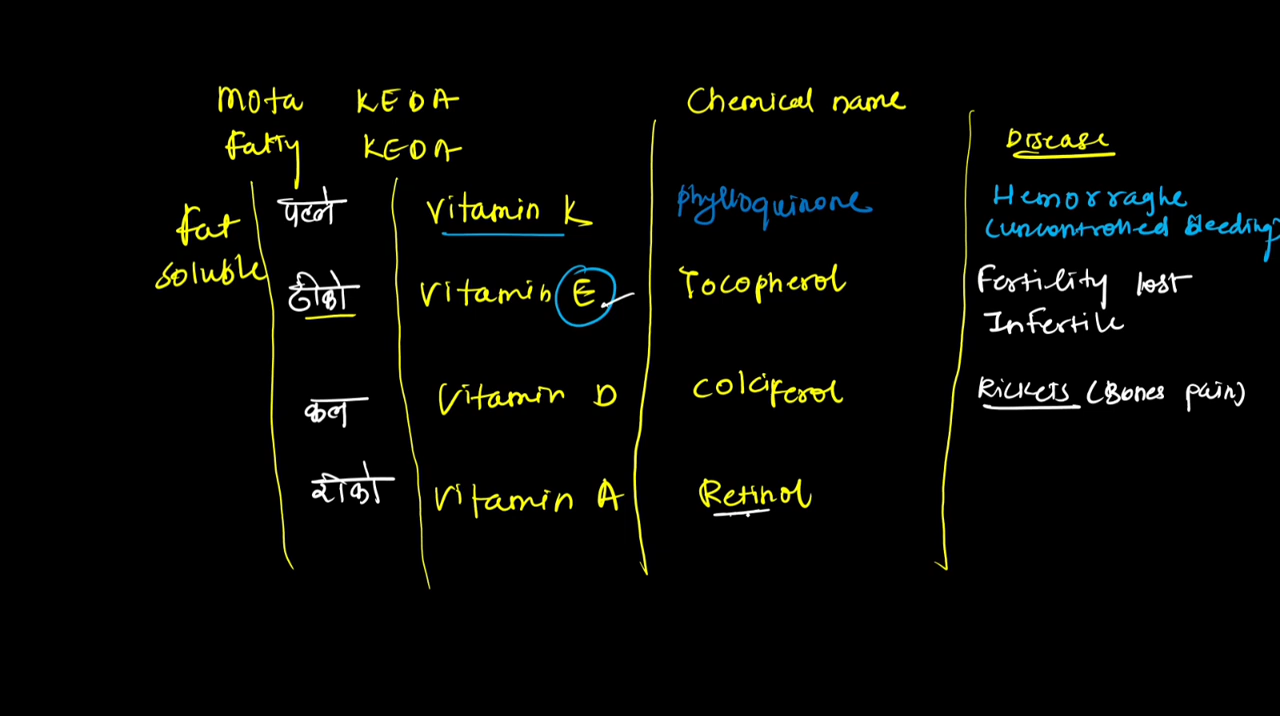 Mota KEDA Chemical name
Fatty KEDA Disease
Fat soluble
पटले vitamin K phylloquinone Hemorraghe (uncontrolled bleeding)
ठीको vitamin E Tocopherol Fertility lost
Infertile
कल Vitamin D Colciferol Rickets (Bones pain)
रोको Vitamin A Retinol